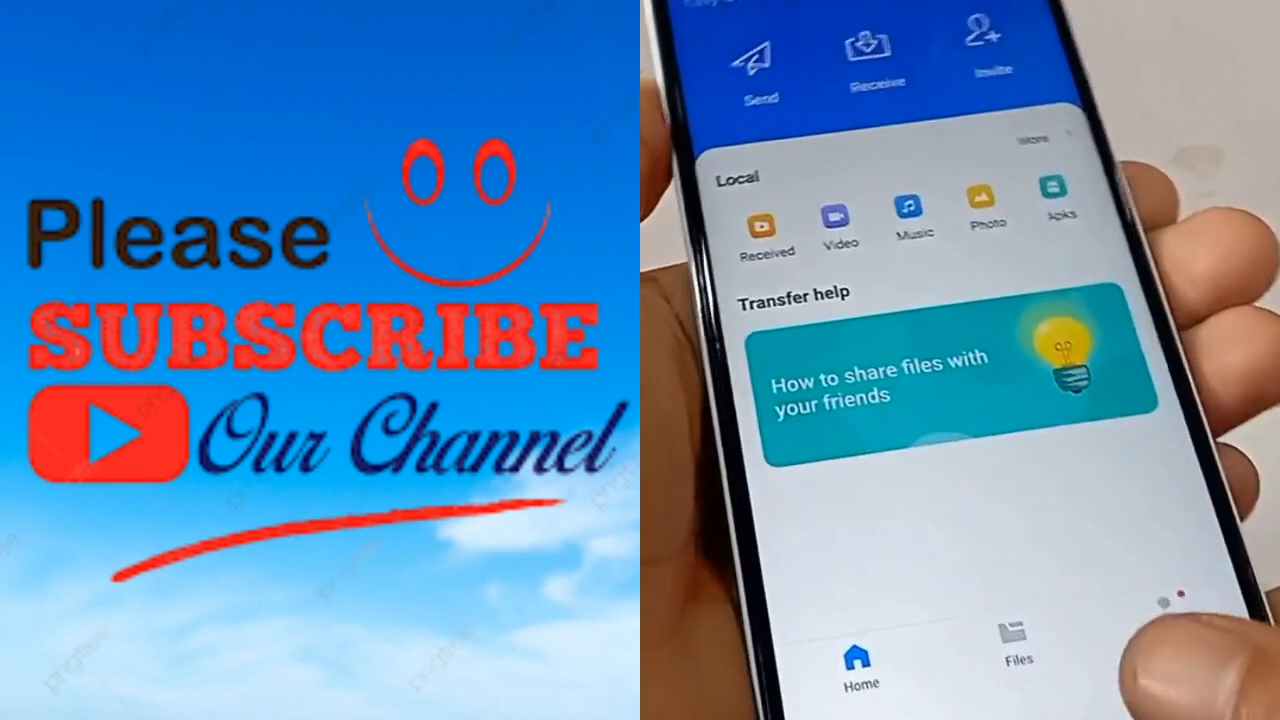 Please
SUBSCRIBE
Our Channel
Send
Receive
Invite
More
Local
Received
Video
Music
Photo
Apks
Transfer help
How to share files with
your friends
Home
Files